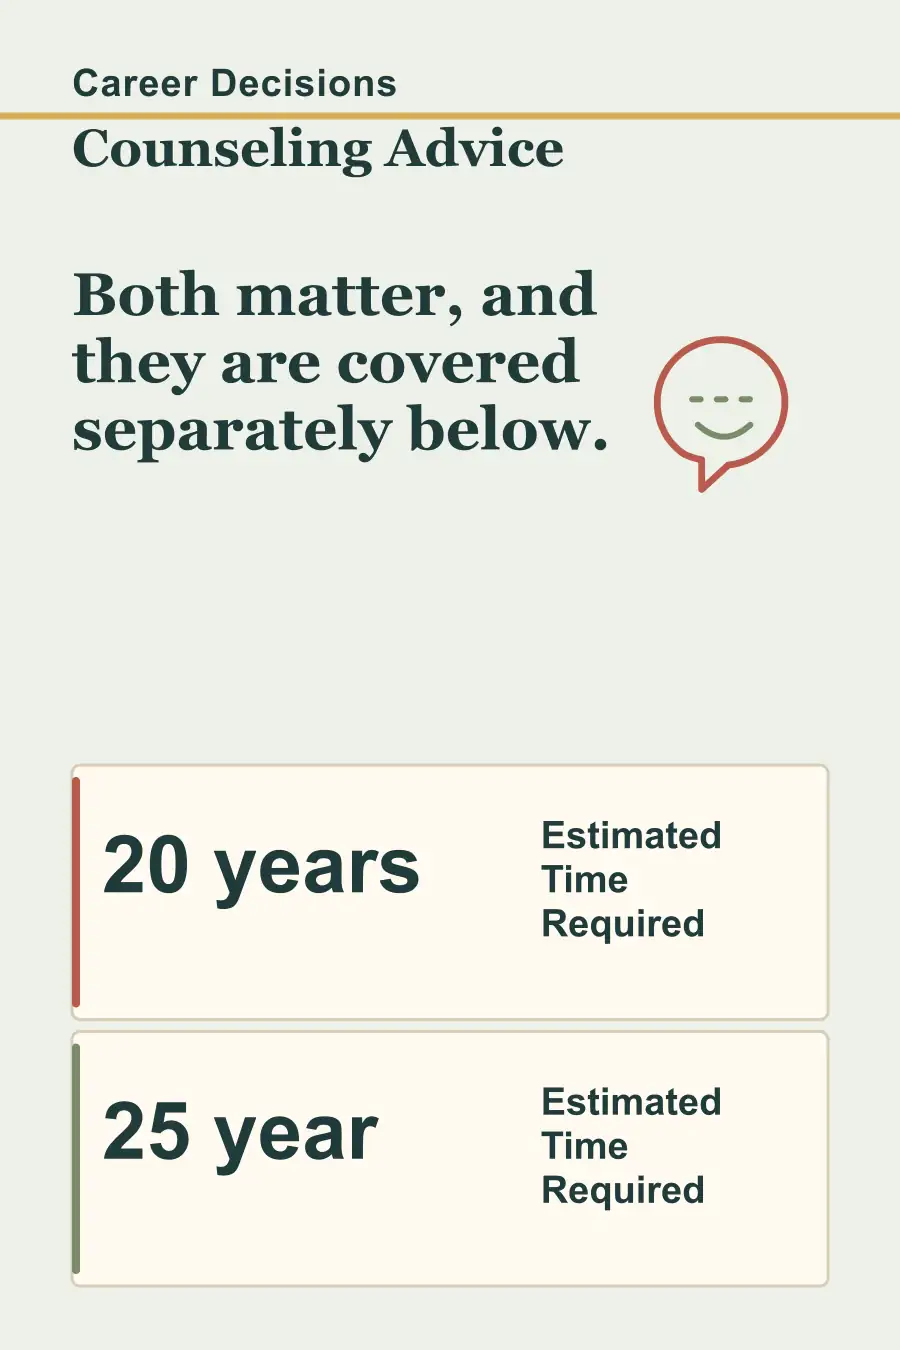 Career Decisions
Counseling Advice
Both matter, and
they are covered
separately below.
20 years
Estimated
Time
Required
25 year
Estimated
Time
Required